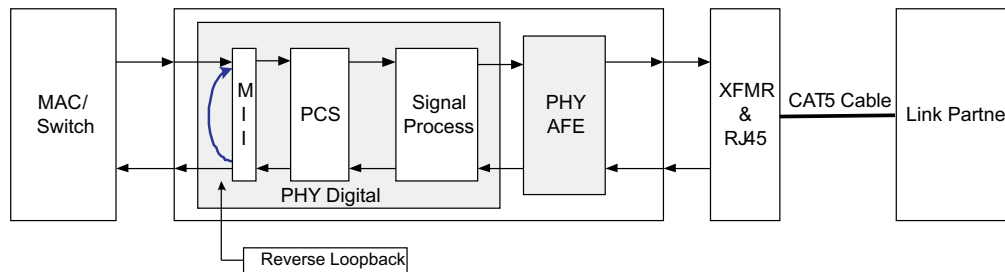 MAC/
Switch
M
I
I
PCS
Signal
Process
PHY
AFE
XFMR
&
RJ45
CAT5 Cable
Link Partne
PHY Digital
Reverse Loopback